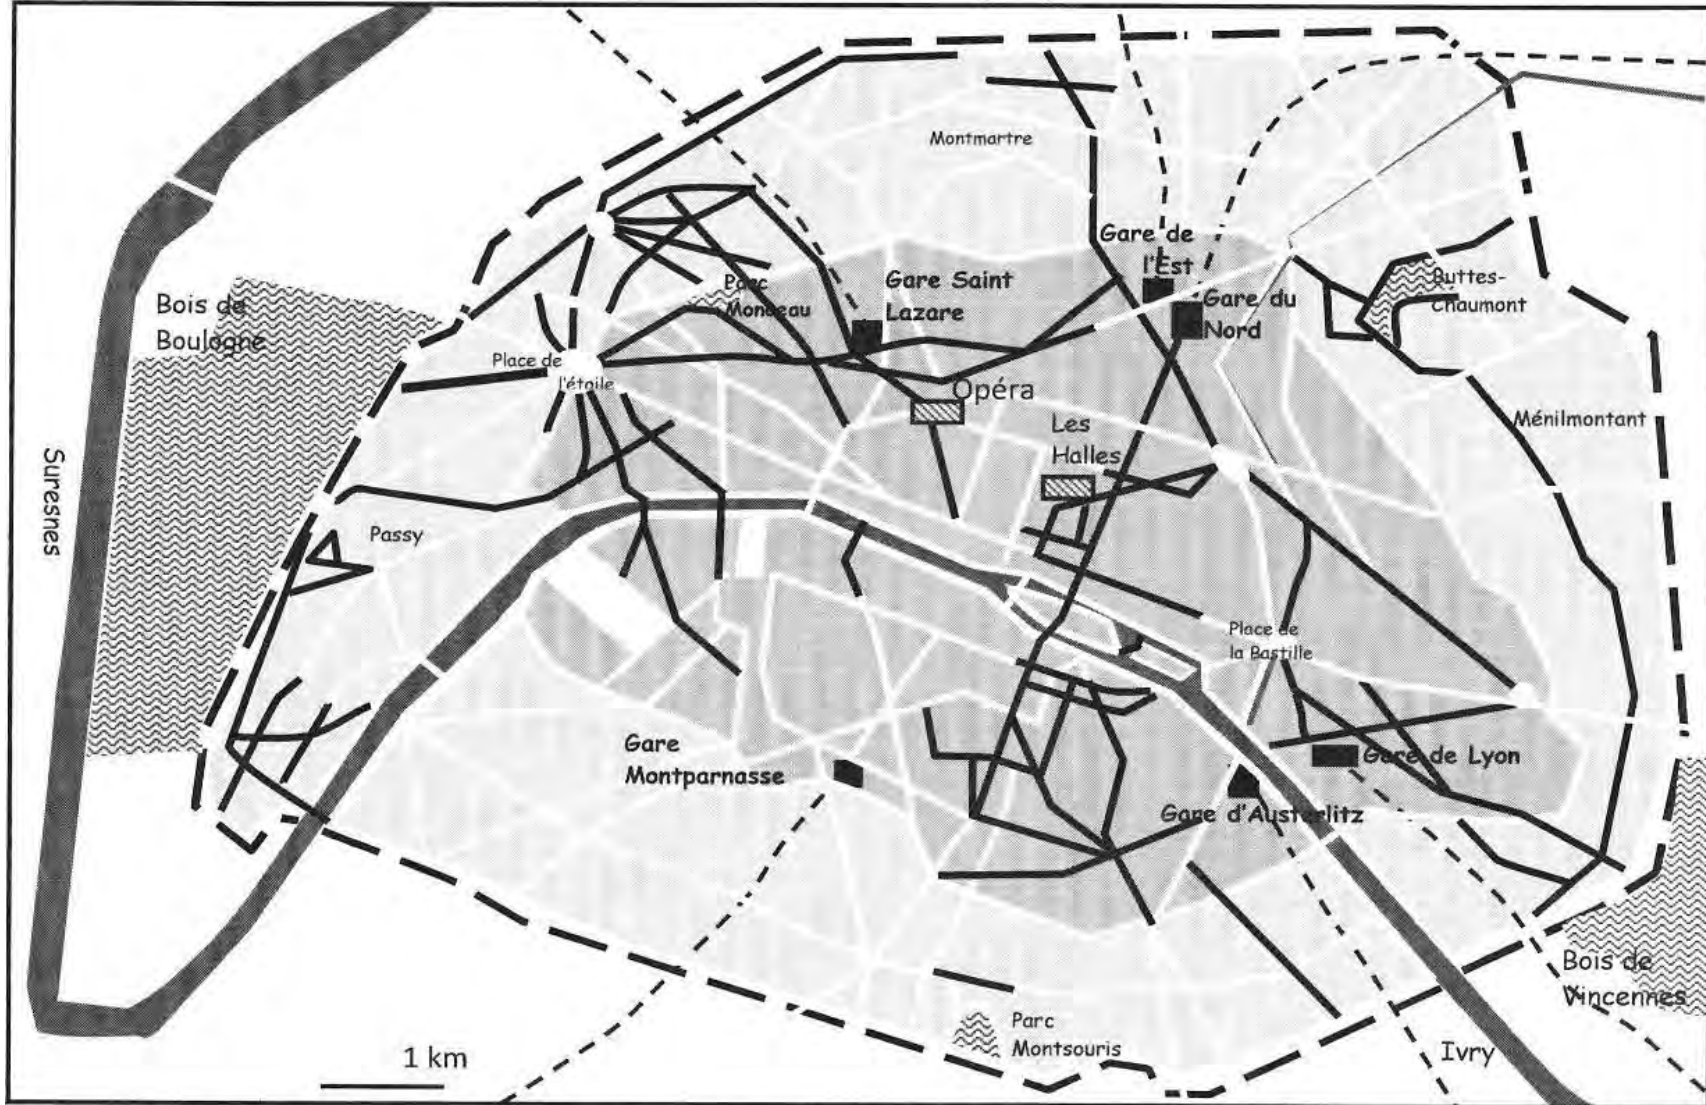 Montmartre
Gare de
l'Est
Gare Saint
Lazare
Gare du
Nord
Buttes-
Chaumont
Bois de
Boulogne
Parc
Monceau
Place de
l'étoile
Opéra
Les
Halles
Ménilmontant
Suresnes
Passy
Place de
la Bastille
Gare
Montparnasse
Gare de Lyon
Gare d'Austerlitz
Bois de
Vincennes
Parc
Montsouris
Ivry
1 km